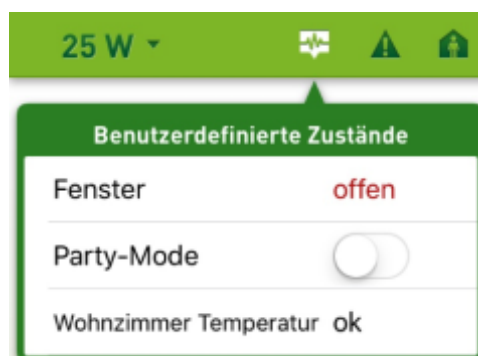 25 W
Benutzerdefinierte Zustände
Fenster offen
Party-Mode
Wohnzimmer Temperatur ok